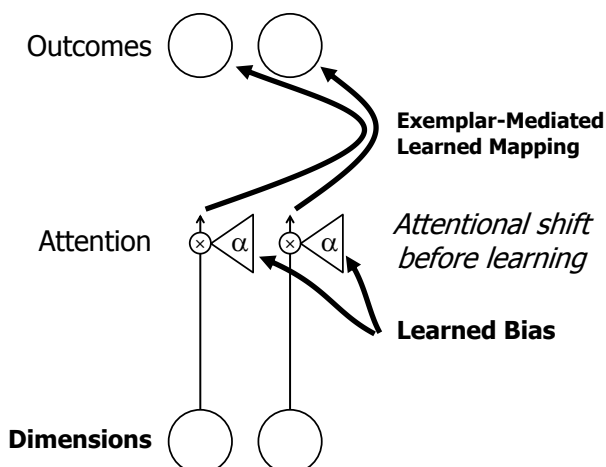 Outcomes
Exemplar-Mediated
Learned Mapping
Attention
× α × α
Attentional shift
before learning
Learned Bias
Dimensions